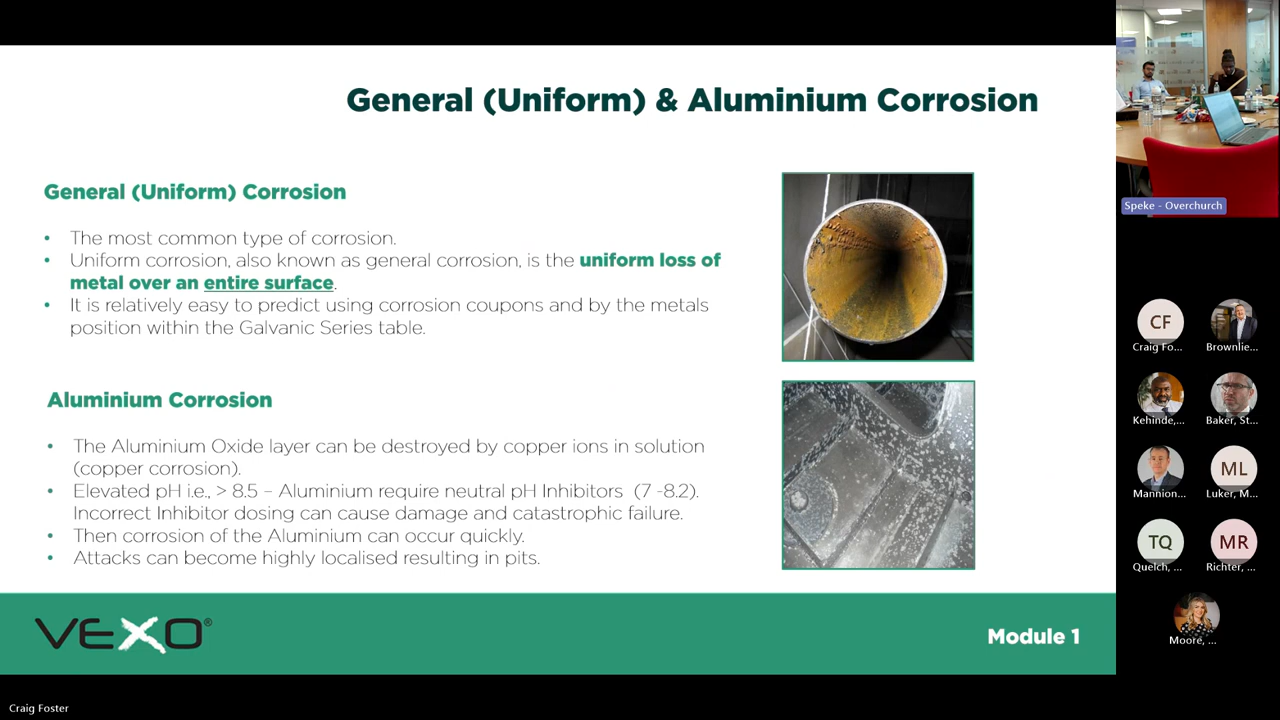 General (Uniform) & Aluminium Corrosion
General (Uniform) Corrosion
• The most common type of corrosion.
• Uniform corrosion, also known as general corrosion, is the uniform loss of
metal over an entire surface.
• It is relatively easy to predict using corrosion coupons and by the metals
position within the Galvanic Series table.
Aluminium Corrosion
• The Aluminium Oxide layer can be destroyed by copper ions in solution
(copper corrosion).
• Elevated pH i.e., > 8.5 – Aluminium require neutral pH Inhibitors (7 -8.2).
Incorrect Inhibitor dosing can cause damage and catastrophic failure.
• Then corrosion of the Aluminium can occur quickly.
• Attacks can become highly localised resulting in pits.
VEXO®
Module 1
Craig Foster
Speke - Overchurch
CF
Craig Fo...
Brownlie...
Kehinde,...
Baker, St...
Mannion...
ML
Luker, M...
TQ
Quelch, ...
MR
Richter, ...
Moore, ...